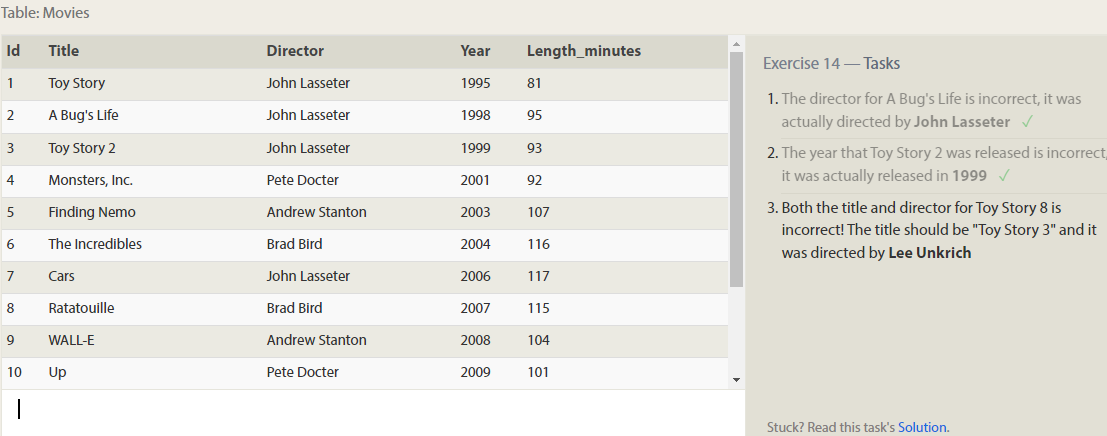 Table: Movies
Id Title Director Year Length_minutes
1 Toy Story John Lasseter 1995 81
2 A Bug's Life John Lasseter 1998 95
3 Toy Story 2 John Lasseter 1999 93
4 Monsters, Inc. Pete Docter 2001 92
5 Finding Nemo Andrew Stanton 2003 107
6 The Incredibles Brad Bird 2004 116
7 Cars John Lasseter 2006 117
8 Ratatouille Brad Bird 2007 115
9 WALL-E Andrew Stanton 2008 104
10 Up Pete Docter 2009 101
Exercise 14 — Tasks
1. The director for A Bug's Life is incorrect, it was
actually directed by John Lasseter ✓
2. The year that Toy Story 2 was released is incorrect,
it was actually released in 1999 ✓
3. Both the title and director for Toy Story 8 is
incorrect! The title should be "Toy Story 3" and it
was directed by Lee Unkrich
Stuck? Read this task's Solution.